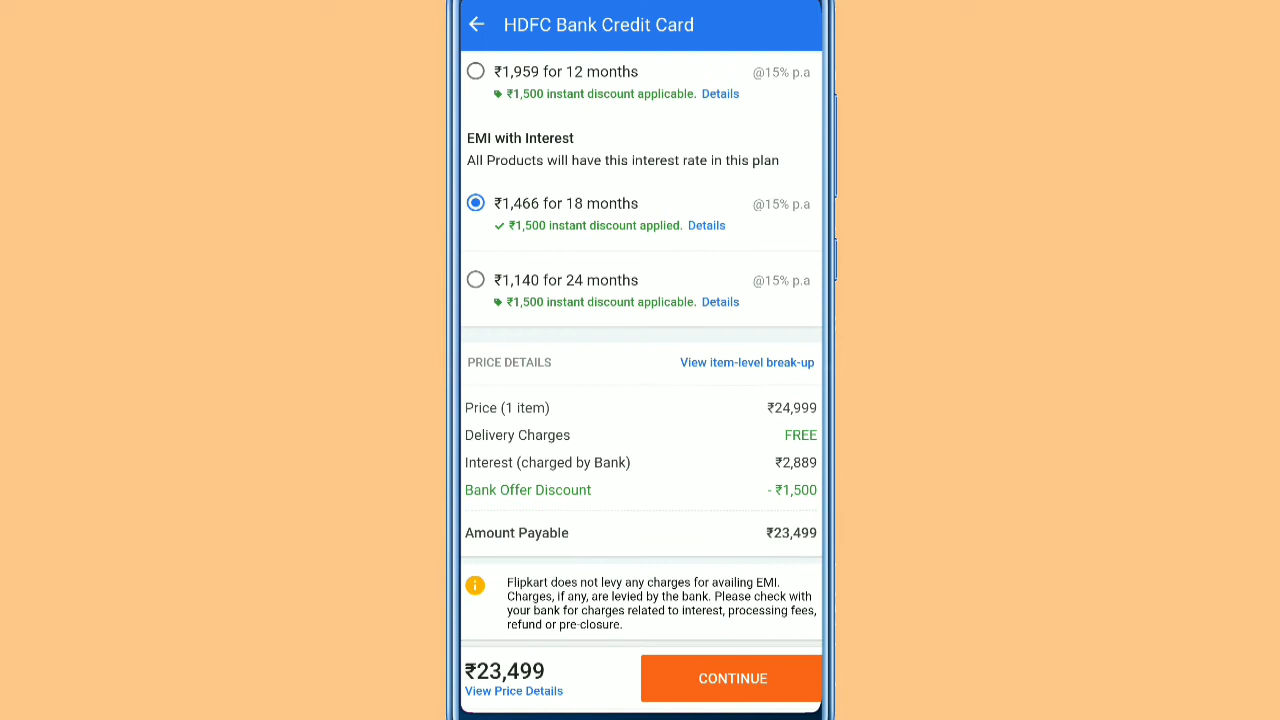 HDFC Bank Credit Card
₹1,959 for 12 months @15% p.a
₹1,500 instant discount applicable. Details
EMI with Interest
All Products will have this interest rate in this plan
₹1,466 for 18 months @15% p.a
₹1,500 instant discount applied. Details
₹1,140 for 24 months @15% p.a
₹1,500 instant discount applicable. Details
PRICE DETAILS View item-level break-up
Price (1 item) ₹24,999
Delivery Charges FREE
Interest (charged by Bank) ₹2,889
Bank Offer Discount - ₹1,500
Amount Payable ₹23,499
Flipkart does not levy any charges for availing EMI.
Charges, if any, are levied by the bank. Please check with
your bank for charges related to interest, processing fees,
refund or pre-closure.
₹23,499
View Price Details
CONTINUE